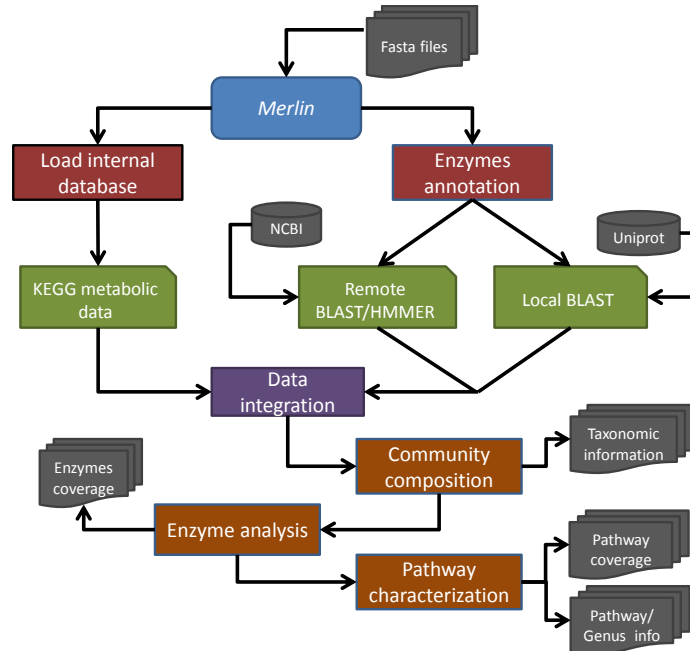 Fasta files
Merlin
Load internal
database
Enzymes
annotation
NCBI
Uniprot
KEGG metabolic
data
Remote
BLAST/HMMER
Local BLAST
Data
integration
Community
composition
Taxonomic
information
Enzymes
coverage
Enzyme analysis
Pathway
characterization
Pathway
coverage
Pathway/
Genus info